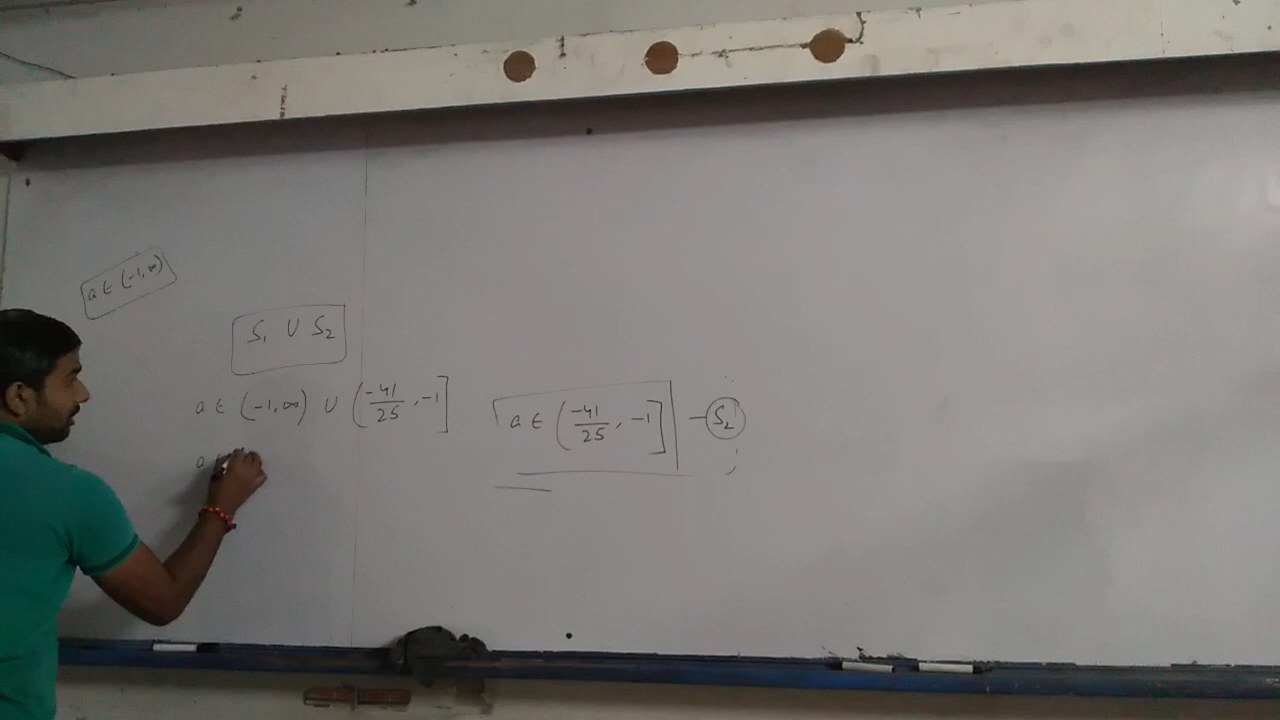 a ∈ (-1, ∞)
S₁ ∪ S₂
a ∈ (-1, ∞) ∪ (-41/25, -1]
a ∈ (-41/25, -1] — S₂
a